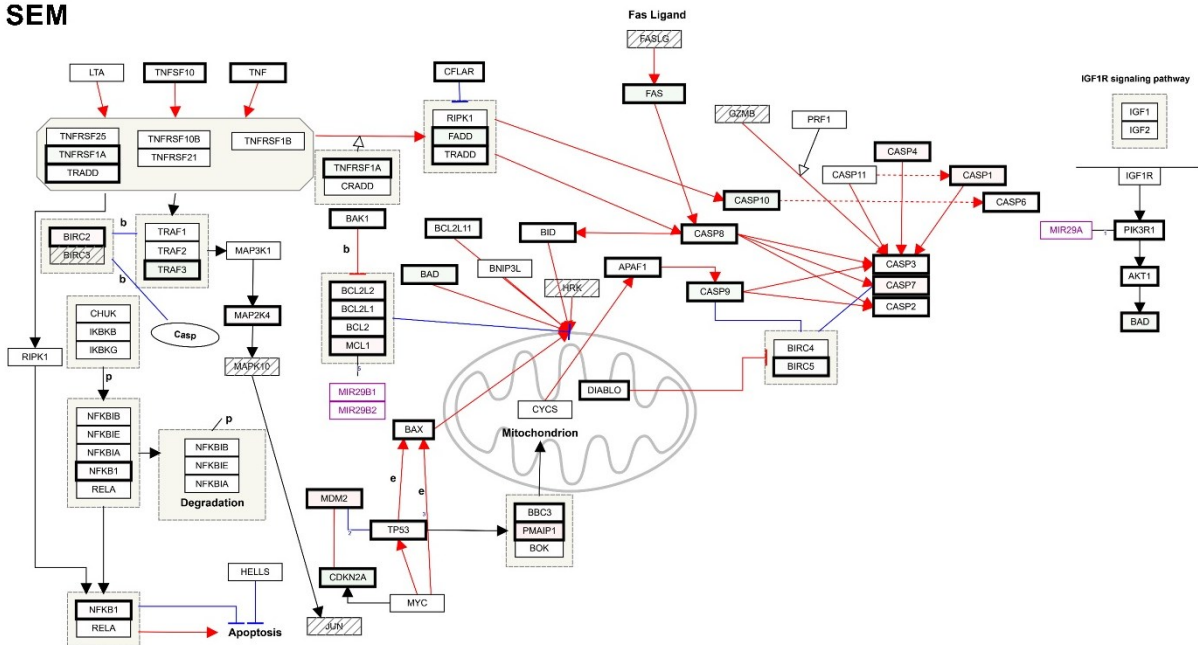 SEM
Fas Ligand
FASLG
LTA
TNFSF10
TNF
CFLAR
FAS
IGF1R signaling pathway
TNFRSF25
TNFRSF1A
TRADD
TNFRSF10B
TNFRSF21
TNFRSF1B
RIPK1
FADD
TRADD
GZMB
PRF1
IGF1
IGF2
CASP4
TNFRSF1A
CRADD
CASP11
CASP1
IGF1R
CASP10
CASP6
b
BIRC2
BIRC3
b
TRAF1
TRAF2
TRAF3
MAP3K1
BAK1
b
BCL2L11
BID
CASP8
MIR29A
PIK3R1
BAD
BNIP3L
HRK
APAF1
CASP9
CASP3
CASP7
CASP2
AKT1
BAD
CHUK
IKBKB
IKBKG
Casp
MAP2K4
BCL2L2
BCL2L1
BCL2
MCL1
5
RIPK1
MAPK10
BIRC4
BIRC5
p
MIR29B1
MIR29B2
DIABLO
CYCS
Mitochondrion
BAX
NFKBIB
NFKBIE
NFKBIA
NFKB1
RELA
p
NFKBIB
NFKBIE
NFKBIA
Degradation
e
e
3
MDM2
2
TP53
BBC3
PMAIP1
BOK
HELLS
CDKN2A
MYC
NFKB1
RELA
Apoptosis
JUN